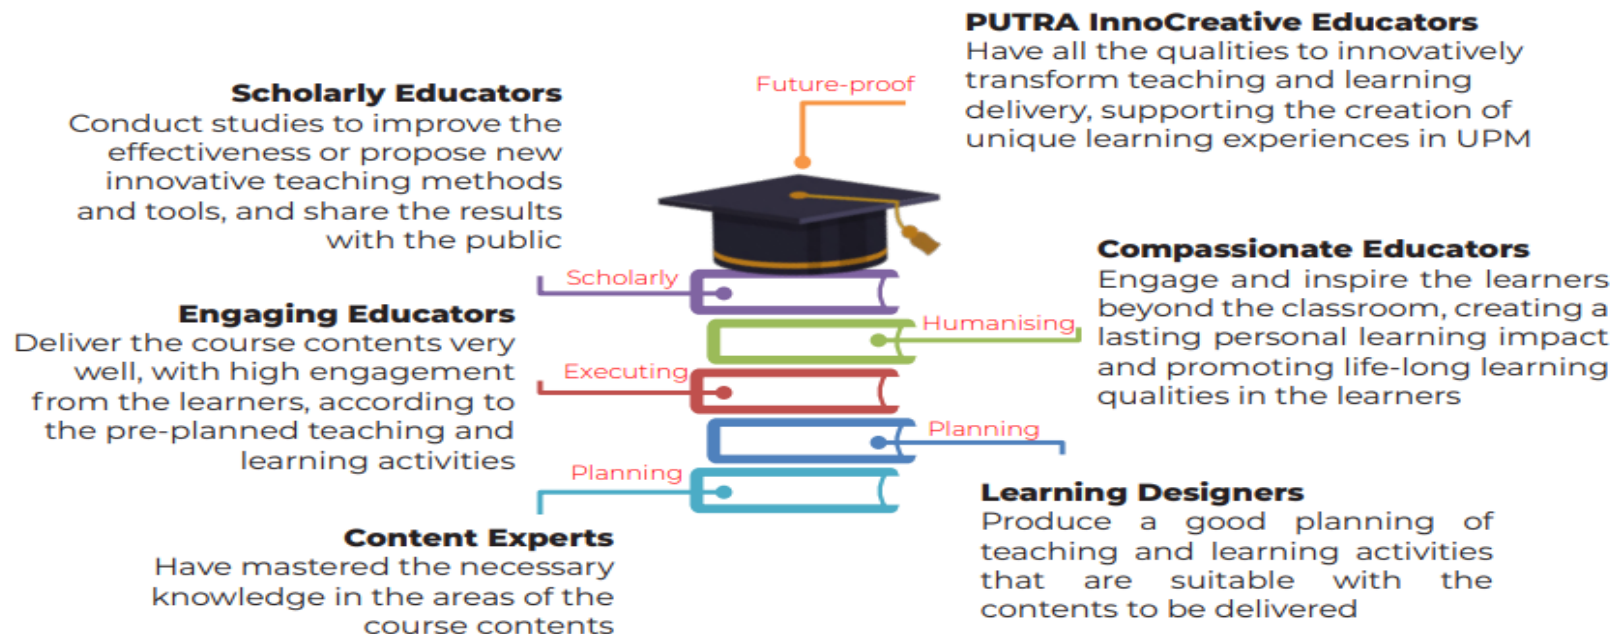 PUTRA InnoCreative Educators
Have all the qualities to innovatively
transform teaching and learning
delivery, supporting the creation of
unique learning experiences in UPM
Future-proof
Scholarly Educators
Conduct studies to improve the
effectiveness or propose new
innovative teaching methods
and tools, and share the results
with the public
Scholarly
Compassionate Educators
Engage and inspire the learners
beyond the classroom, creating a
lasting personal learning impact
and promoting life-long learning
qualities in the learners
Humanising
Engaging Educators
Deliver the course contents very
well, with high engagement
from the learners, according to
the pre-planned teaching and
learning activities
Executing
Planning
Learning Designers
Produce a good planning of
teaching and learning activities
that are suitable with the
contents to be delivered
Planning
Content Experts
Have mastered the necessary
knowledge in the areas of the
course contents